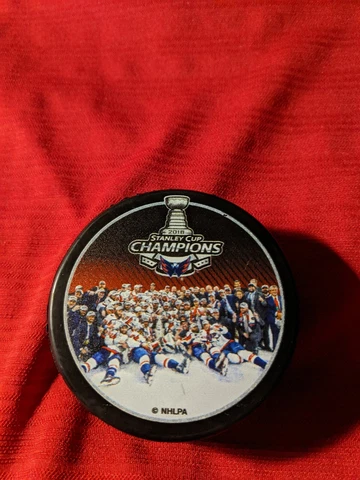 2018
STANLEY CUP
CHAMPIONS
© NHLPA